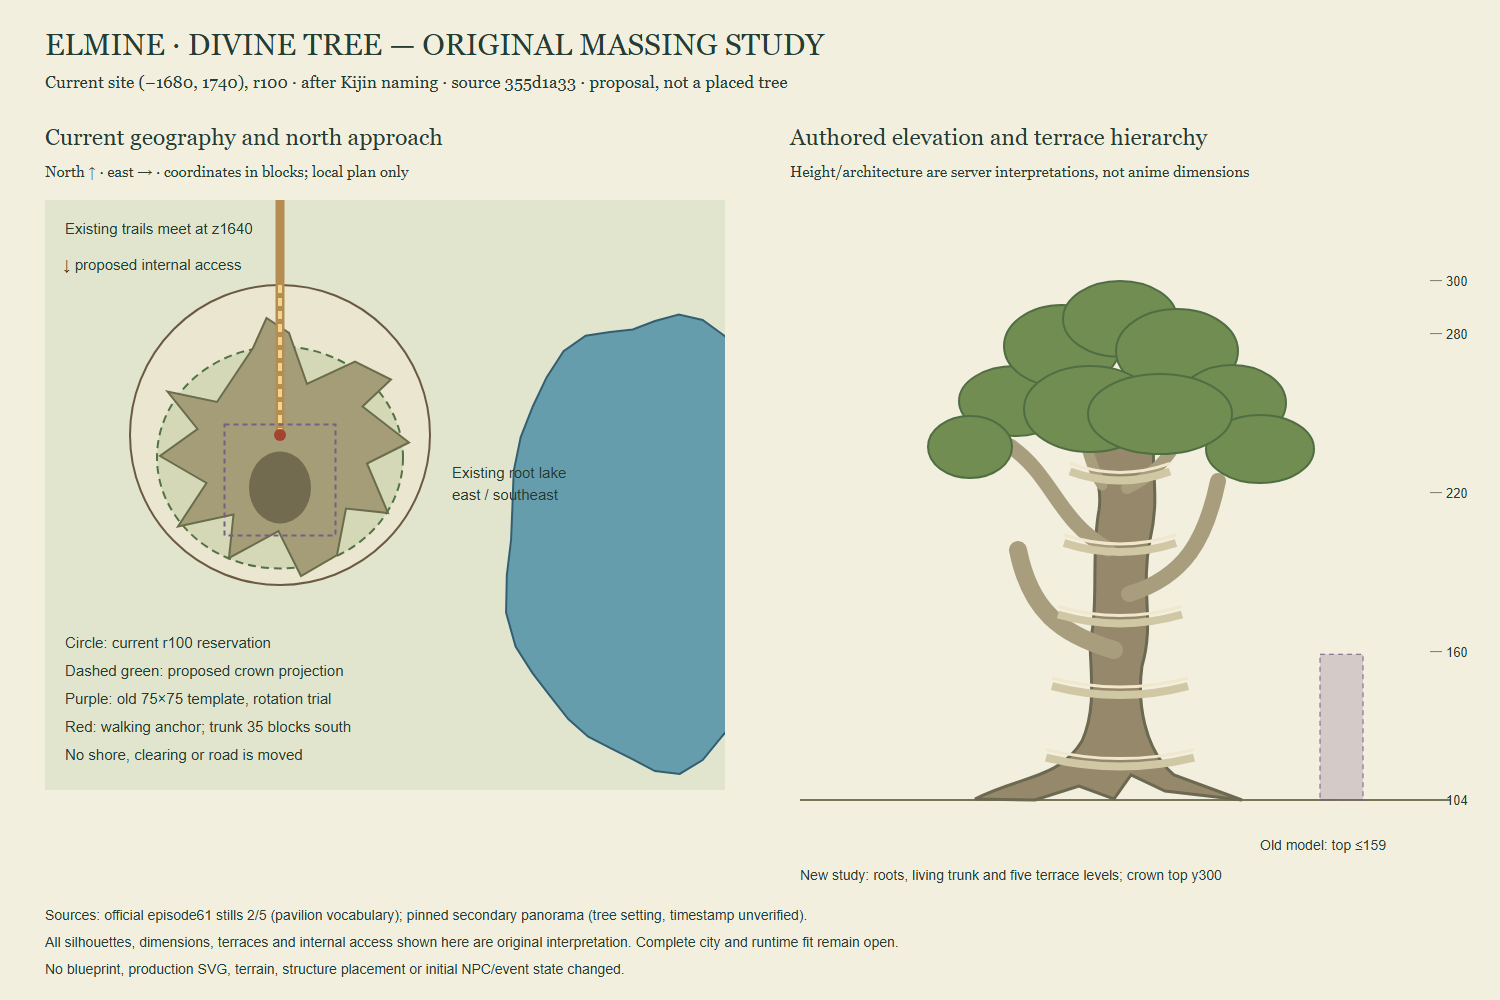 ELMINE · DIVINE TREE — ORIGINAL MASSING STUDY
Current site (−1680, 1740), r100 · after Kijin naming · source 355d1a33 · proposal, not a placed tree
Current geography and north approach
North ↑ · east → · coordinates in blocks; local plan only
Existing trails meet at z1640
↓ proposed internal access
Existing root lake
east / southeast
Circle: current r100 reservation
Dashed green: proposed crown projection
Purple: old 75×75 template, rotation trial
Red: walking anchor; trunk 35 blocks south
No shore, clearing or road is moved
Authored elevation and terrace hierarchy
Height/architecture are server interpretations, not anime dimensions
300
280
220
160
104
Old model: top ≤159
New study: roots, living trunk and five terrace levels; crown top y300
Sources: official episode61 stills 2/5 (pavilion vocabulary); pinned secondary panorama (tree setting, timestamp unverified).
All silhouettes, dimensions, terraces and internal access shown here are original interpretation. Complete city and runtime fit remain open.
No blueprint, production SVG, terrain, structure placement or initial NPC/event state changed.